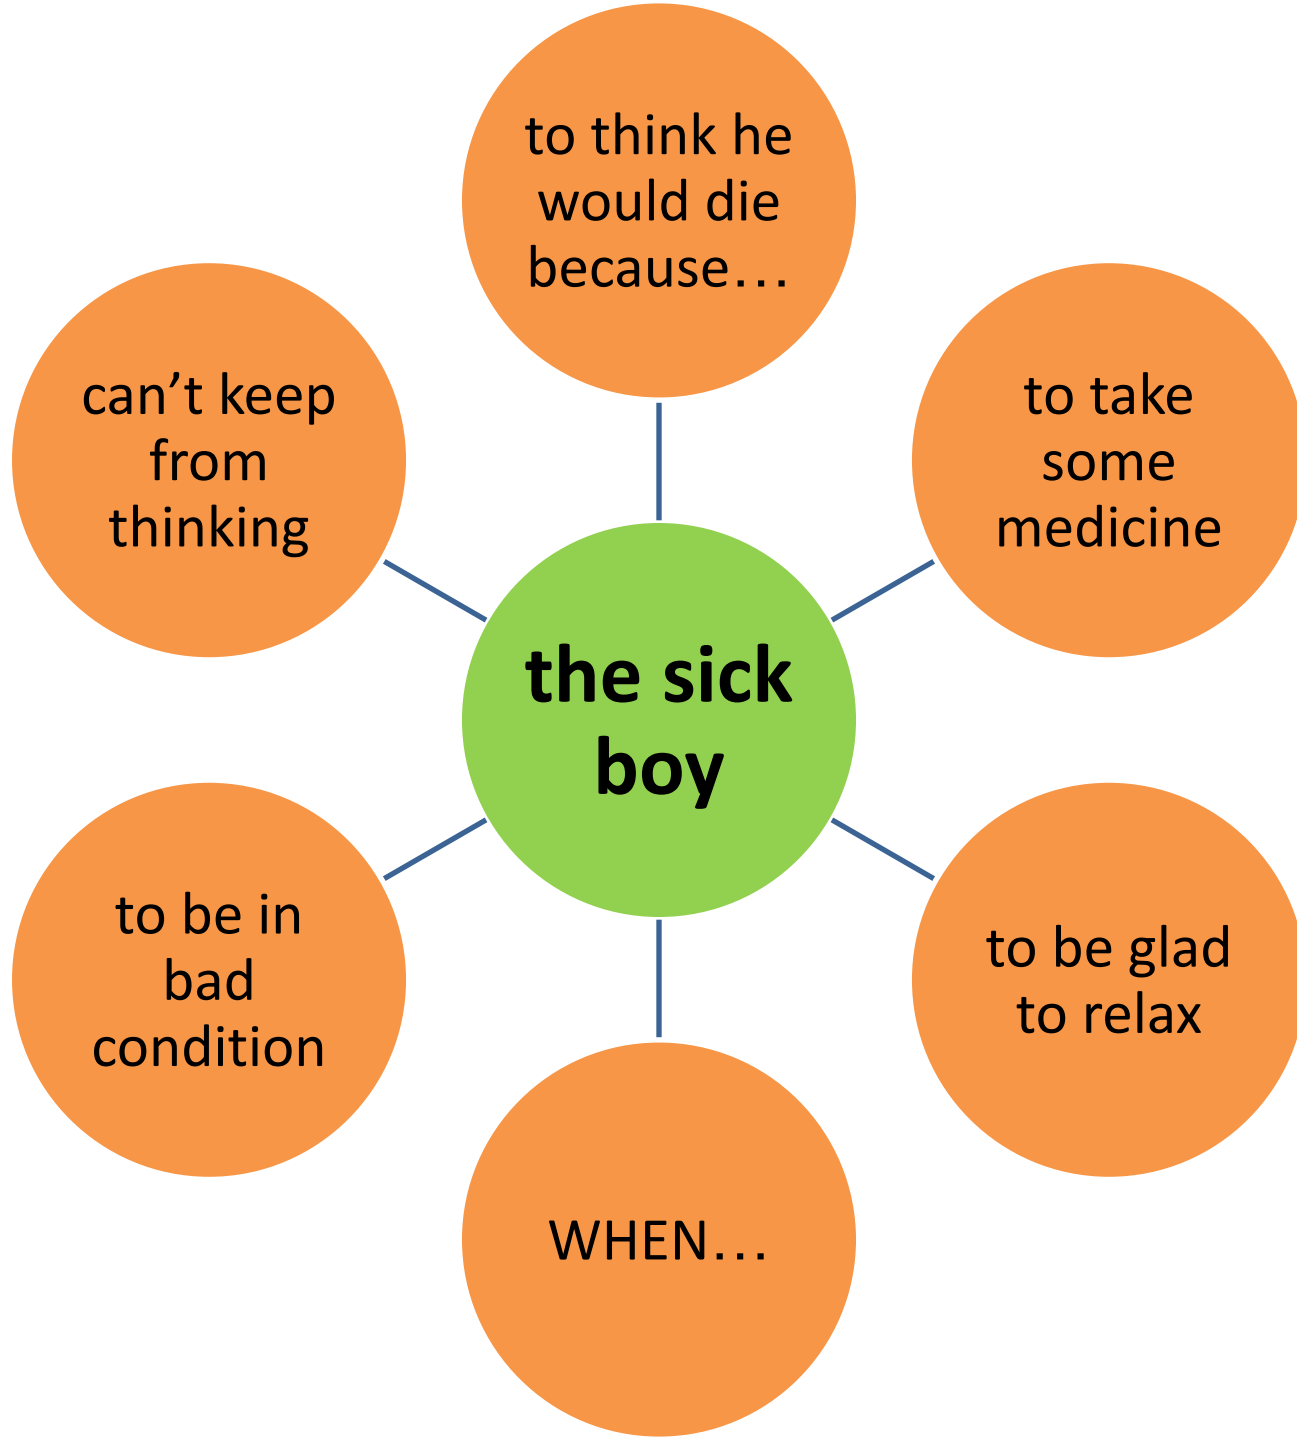 to think he
would die
because…
can’t keep
from
thinking
to take
some
medicine
the sick
boy
to be in
bad
condition
to be glad
to relax
WHEN…